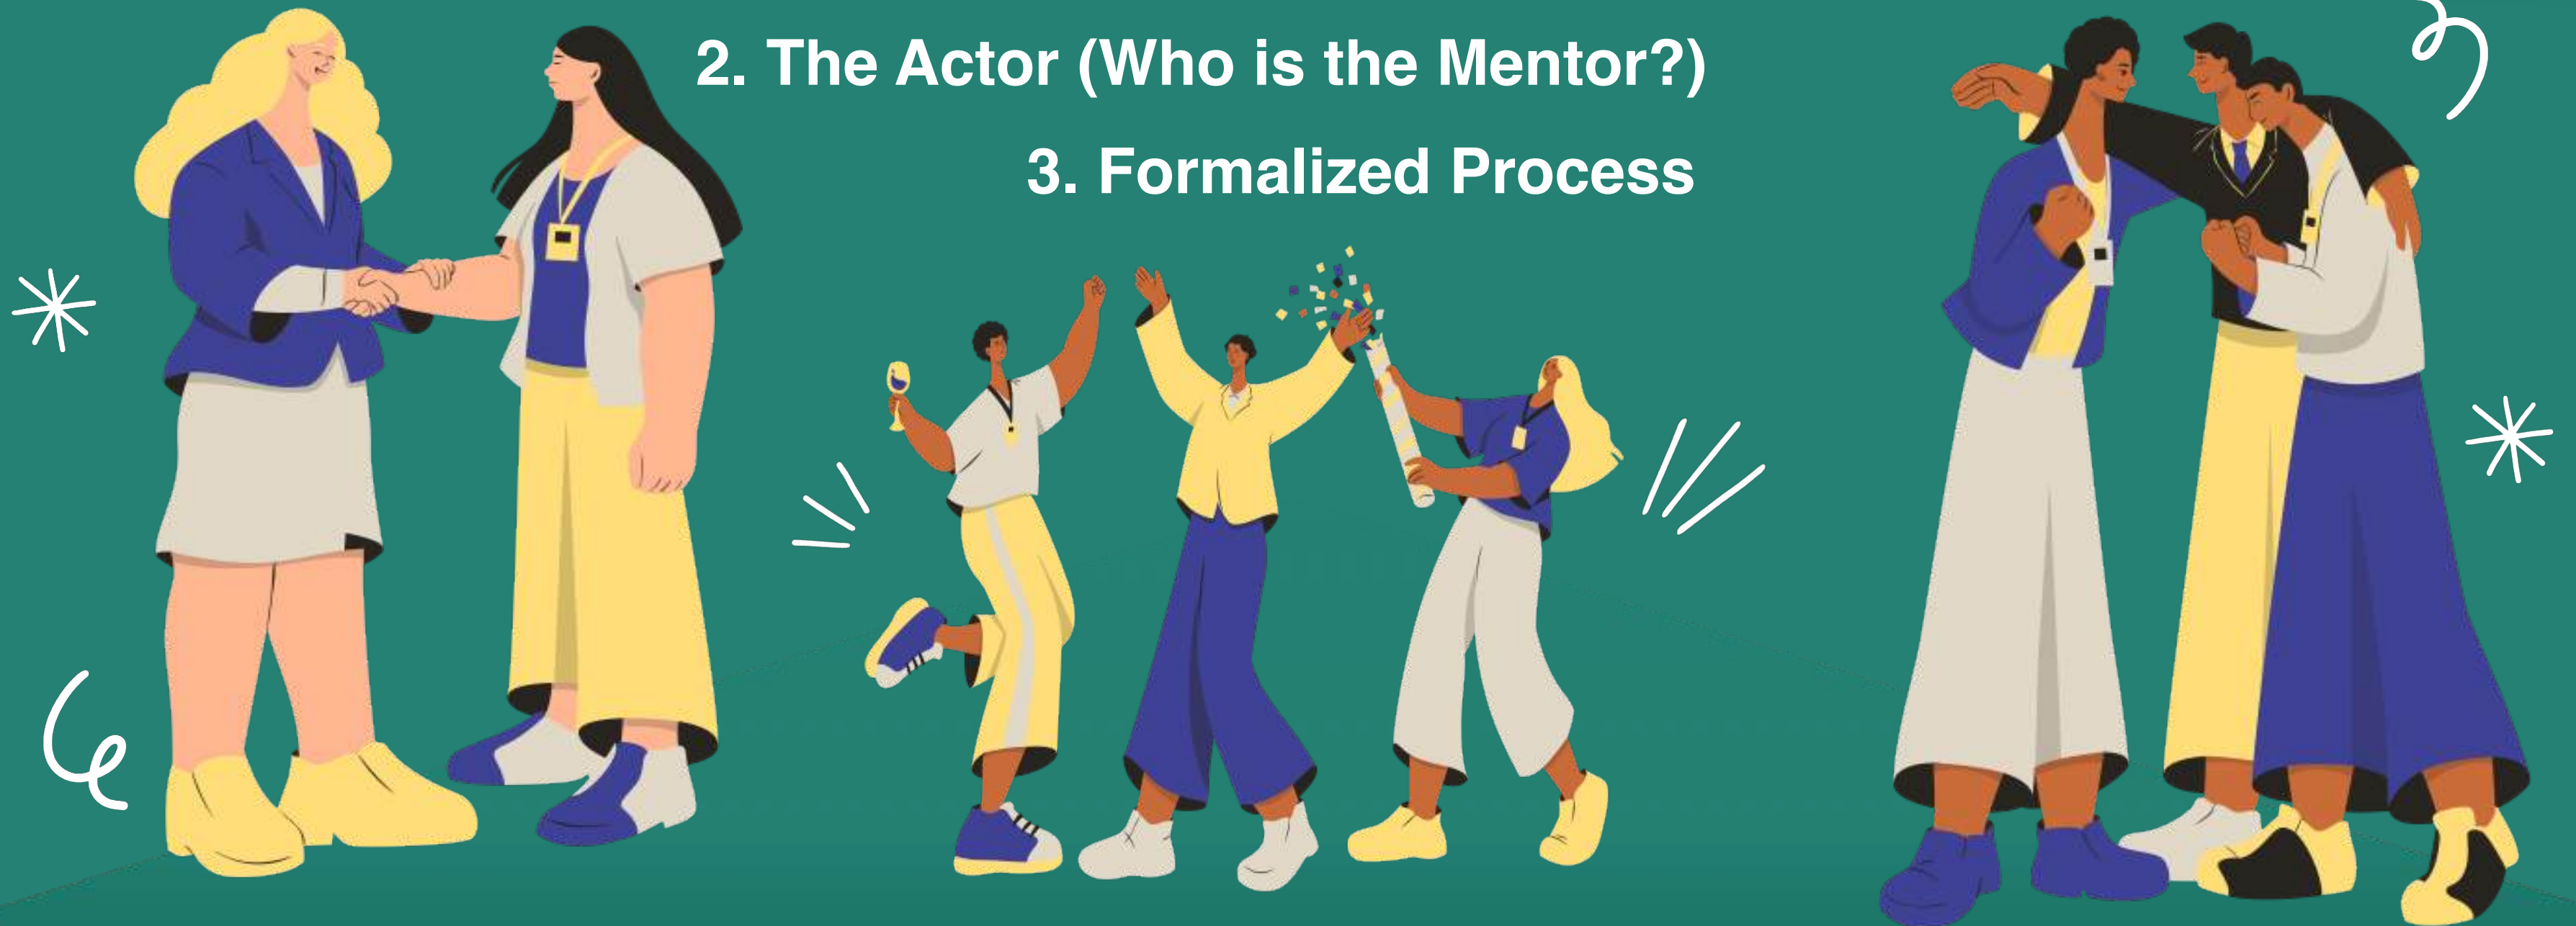 2. The Actor (Who is the Mentor?)
3. Formalized Process